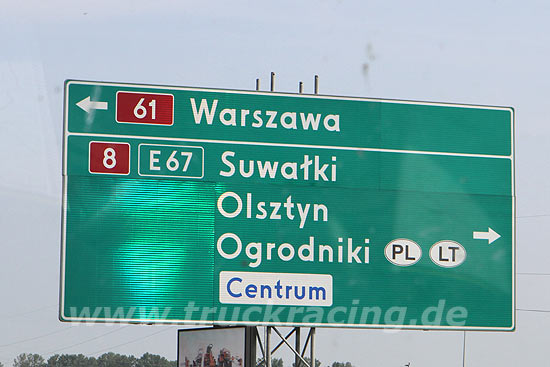 61 Warszawa
8 E67 Suwałki
Olsztyn
Ogrodniki PL LT
Centrum
www.truckracing.de